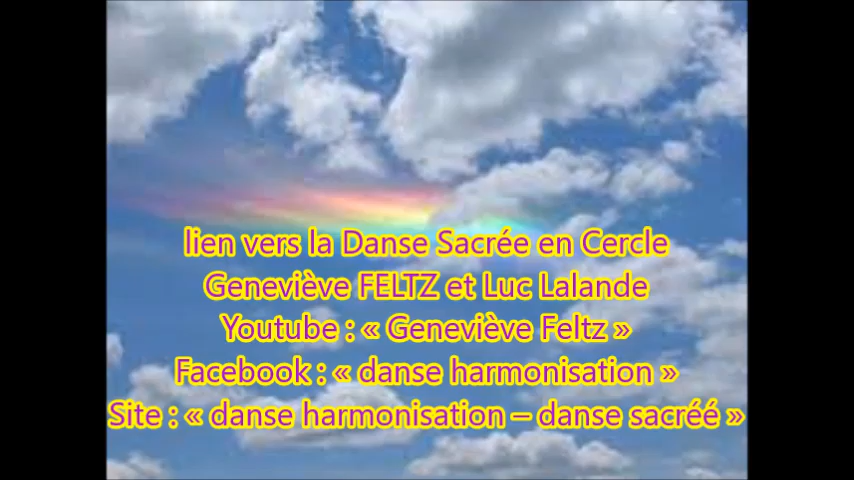 lien vers la Danse Sacrée en Cercle
Geneviève FELTZ et Luc Lalande
Youtube : « Geneviève Feltz »
Facebook : « danse harmonisation »
Site : « danse harmonisation – danse sacréé »